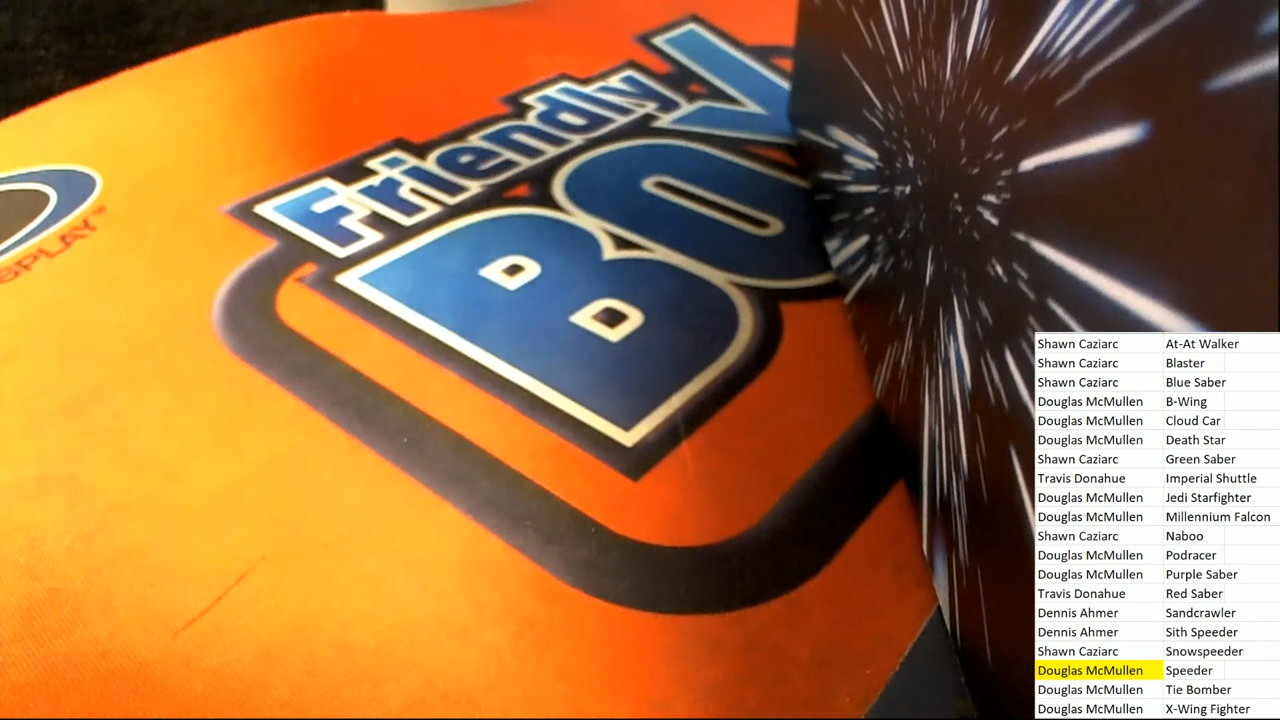 Friendly
BO
SPLAY
Shawn Caziarc At-At Walker
Shawn Caziarc Blaster
Shawn Caziarc Blue Saber
Douglas McMullen B-Wing
Douglas McMullen Cloud Car
Douglas McMullen Death Star
Shawn Caziarc Green Saber
Travis Donahue Imperial Shuttle
Douglas McMullen Jedi Starfighter
Douglas McMullen Millennium Falcon
Shawn Caziarc Naboo
Douglas McMullen Podracer
Douglas McMullen Purple Saber
Travis Donahue Red Saber
Dennis Ahmer Sandcrawler
Dennis Ahmer Sith Speeder
Shawn Caziarc Snowspeeder
Douglas McMullen Speeder
Douglas McMullen Tie Bomber
Douglas McMullen X-Wing Fighter